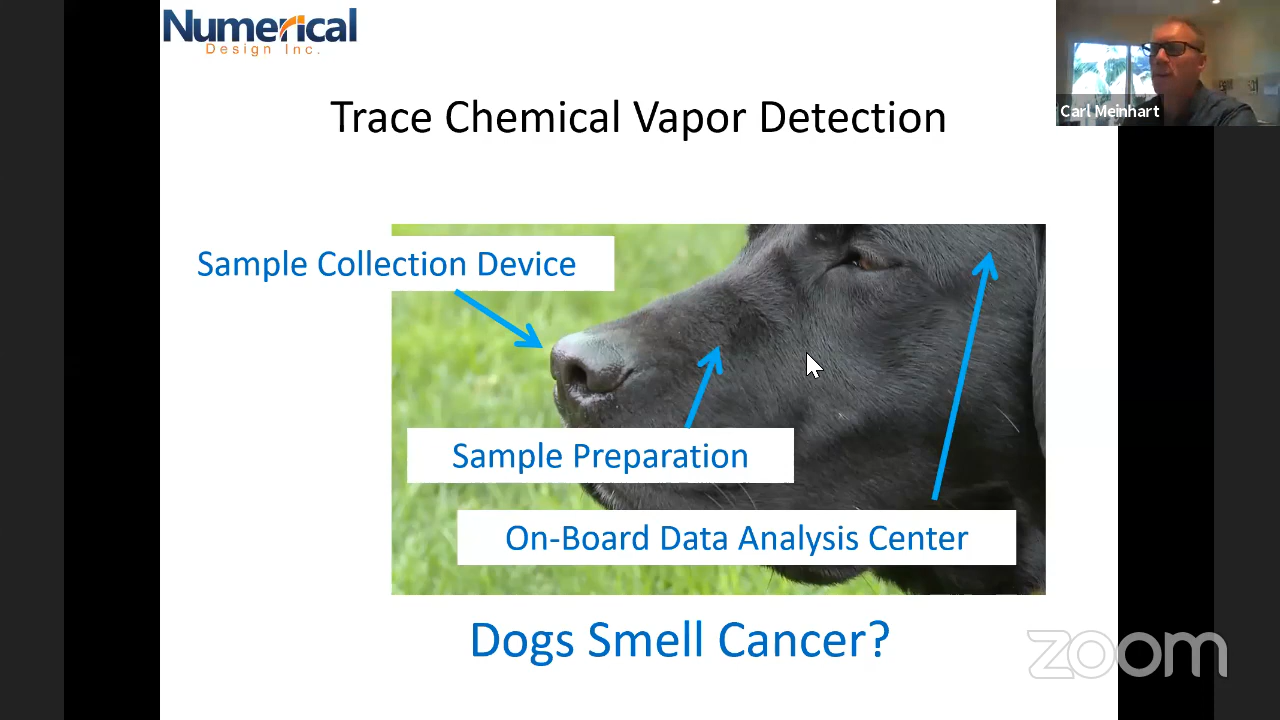 Numerical
Design Inc.
Carl Meinhart
Trace Chemical Vapor Detection
Sample Collection Device
Sample Preparation
On-Board Data Analysis Center
Dogs Smell Cancer?
zoom